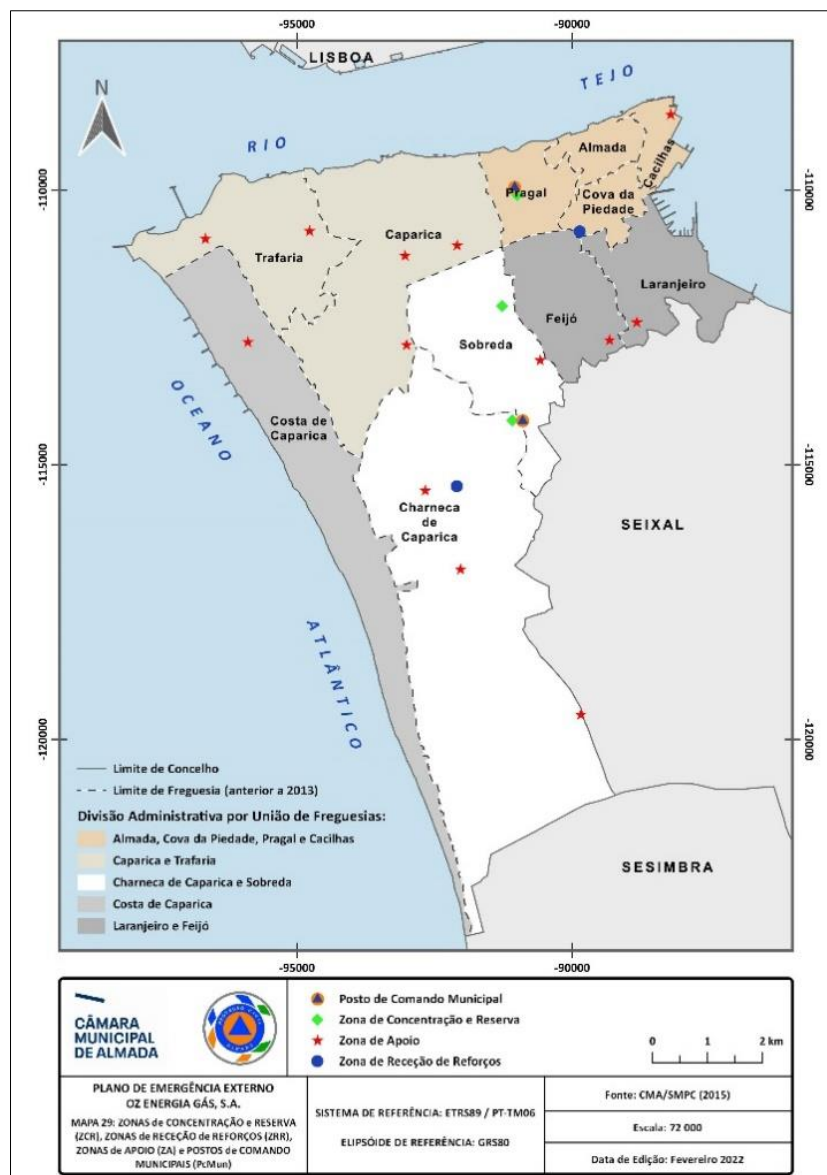 -95000
-90000
LISBOA
TEJO
RIO
N
Almada
Cacilhas
-110000
-110000
Pragal
Cova da
Piedade
Caparica
Trafaria
Laranjeiro
Feijó
Sobreda
OCEANO
Costa de
Caparica
-115000
-115000
Charneca
de
Caparica
SEIXAL
ATLÂNTICO
-120000
-120000
Limite de Concelho
Limite de Freguesia (anterior a 2013)
Divisão Administrativa por União de Freguesias:
Almada, Cova da Piedade, Pragal e Cacilhas
Caparica e Trafaria
Charneca de Caparica e Sobreda
Costa de Caparica
Laranjeiro e Feijó
SESIMBRA
-95000
-90000
CÂMARA
MUNICIPAL
DE ALMADA
PROTEÇÃO CIVIL
ALMADA
Posto de Comando Municipal
Zona de Concentração e Reserva
Zona de Apoio
Zona de Receção de Reforços
0 1 2 km
PLANO DE EMERGÊNCIA EXTERNO
OZ ENERGIA GÁS, S.A.
MAPA 29: ZONAS DE CONCENTRAÇÃO E RESERVA
(ZCR), ZONAS DE RECEÇÃO DE REFORÇOS (ZRR),
ZONAS DE APOIO (ZA) E POSTOS DE COMANDO
MUNICIPAIS (PcMun)
SISTEMA DE REFERÊNCIA: ETRS89 / PT-TM06
ELIPSÓIDE DE REFERÊNCIA: GRS80
Fonte: CMA/SMPC (2015)
Escala: 72 000
Data de Edição: Fevereiro 2022